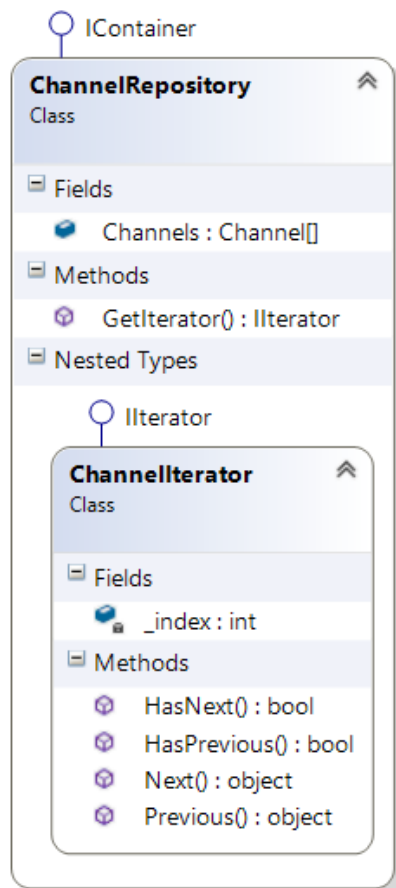 IContainer
ChannelRepository
Class
Fields
Channels : Channel[]
Methods
GetIterator() : IIterator
Nested Types
IIterator
ChannelIterator
Class
Fields
_index : int
Methods
HasNext() : bool
HasPrevious() : bool
Next() : object
Previous() : object